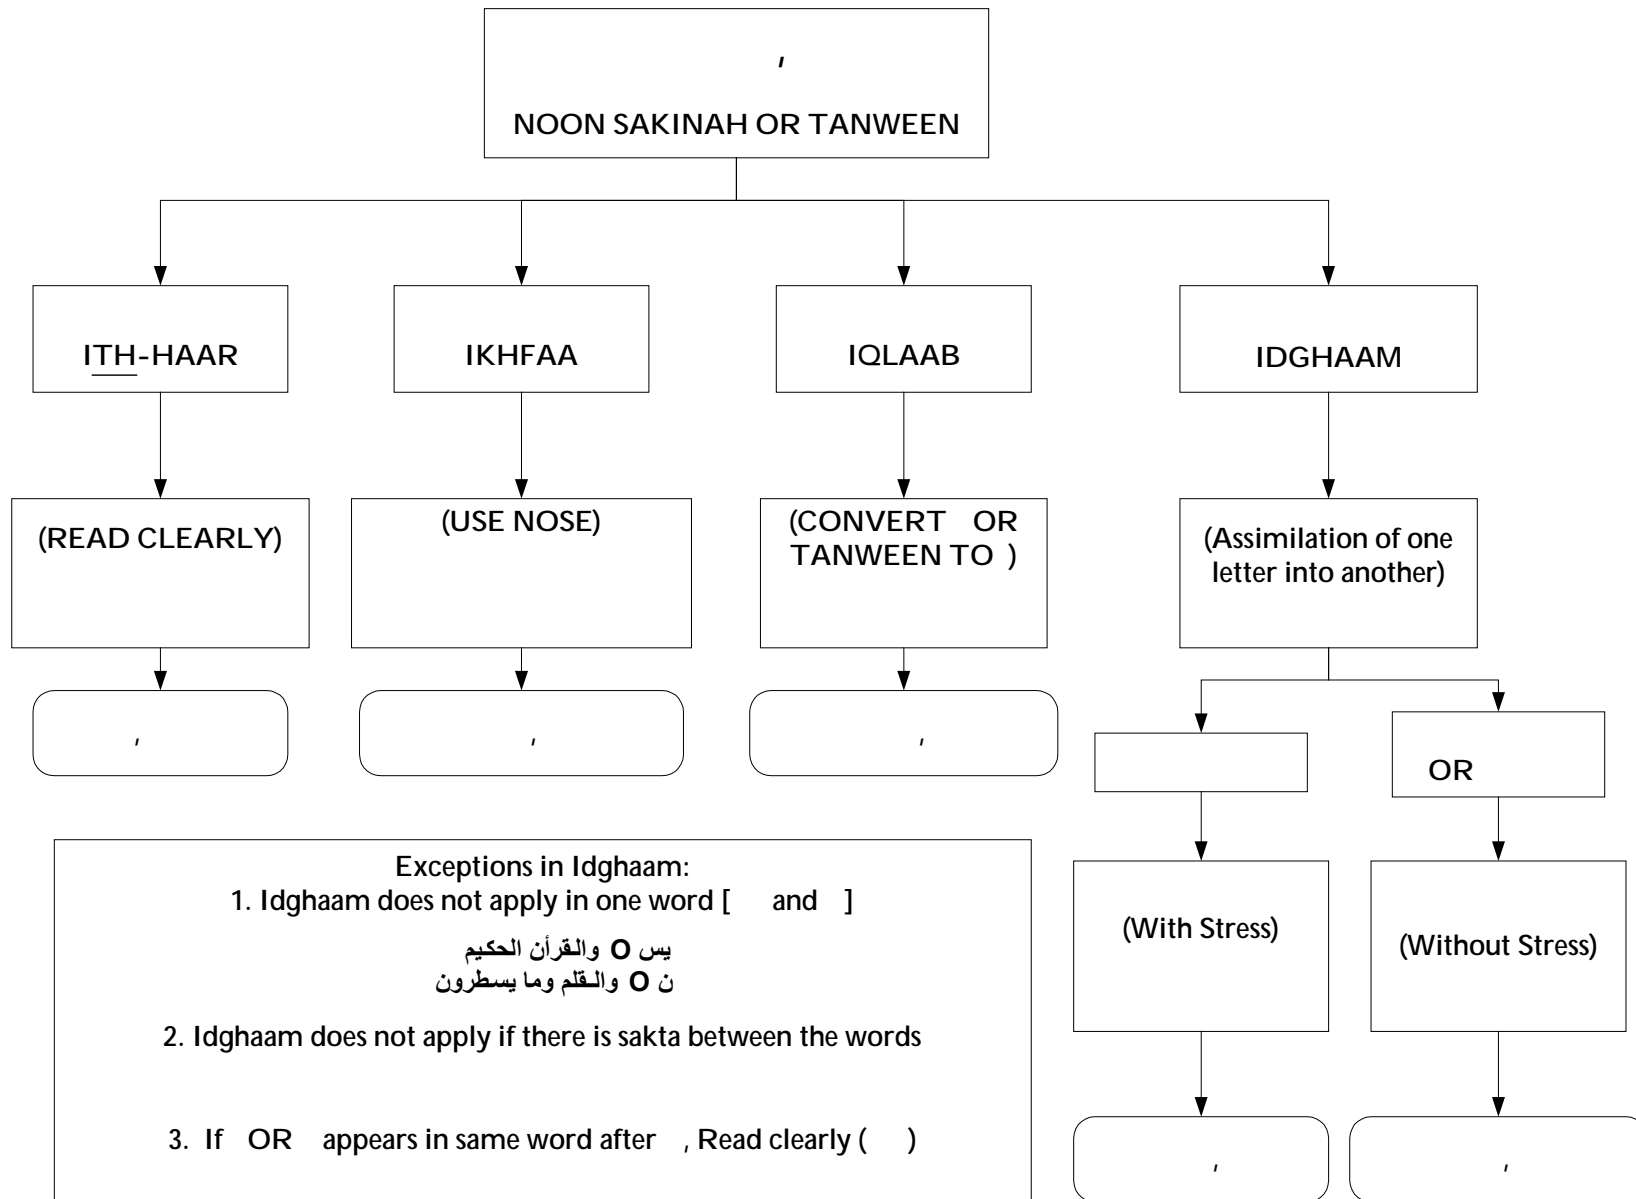 ,
NOON SAKINAH OR TANWEEN
ITH-HAAR
IKHFAA
IQLAAB
IDGHAAM
(READ CLEARLY)
(USE NOSE)
(CONVERT OR
TANWEEN TO )
(Assimilation of one
letter into another)
,
,
,
OR
(With Stress)
(Without Stress)
,
,
Exceptions in Idghaam:
1. Idghaam does not apply in one word [ and ]
يس O والقرأن الحكيم
ن O والقلم وما يسطرون
2. Idghaam does not apply if there is sakta between the words
3. If OR appears in same word after , Read clearly ( )